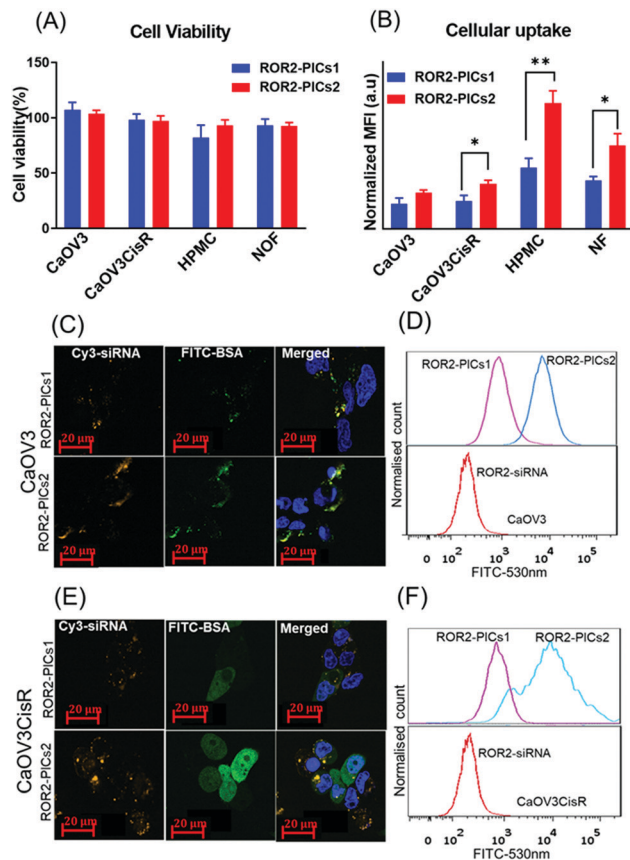 (A)
Cell Viability
ROR2-PICs1
ROR2-PICs2
Cell viability(%)
150
100
50
0
CaOV3
CaOV3CisR
HPMC
NOF
(B)
Cellular uptake
ROR2-PICs1
ROR2-PICs2
Normalized MFI (a.u)
*
**
*
CaOV3
CaOV3CisR
HPMC
NF
(C)
Cy3-siRNA FITC-BSA Merged
CaOV3
ROR2-PICs1
20 μm 20 μm 20 μm
ROR2-PICs2
20 μm 20 μm 20 μm
(D)
Normalised count
ROR2-PICs1 ROR2-PICs2
ROR2-siRNA
CaOV3
0 10² 10³ 10⁴ 10⁵
FITC-530nm
(E)
Cy3-siRNA FITC-BSA Merged
CaOV3CisR
ROR2-PICs1
20 μm 20 μm 20 μm
ROR2-PICs2
20 μm 20 μm 20 μm
(F)
Normalised count
ROR2-PICs1 ROR2-PICs2
ROR2-siRNA
CaOV3CisR
0 10² 10³ 10⁴ 10⁵
FITC-530nm